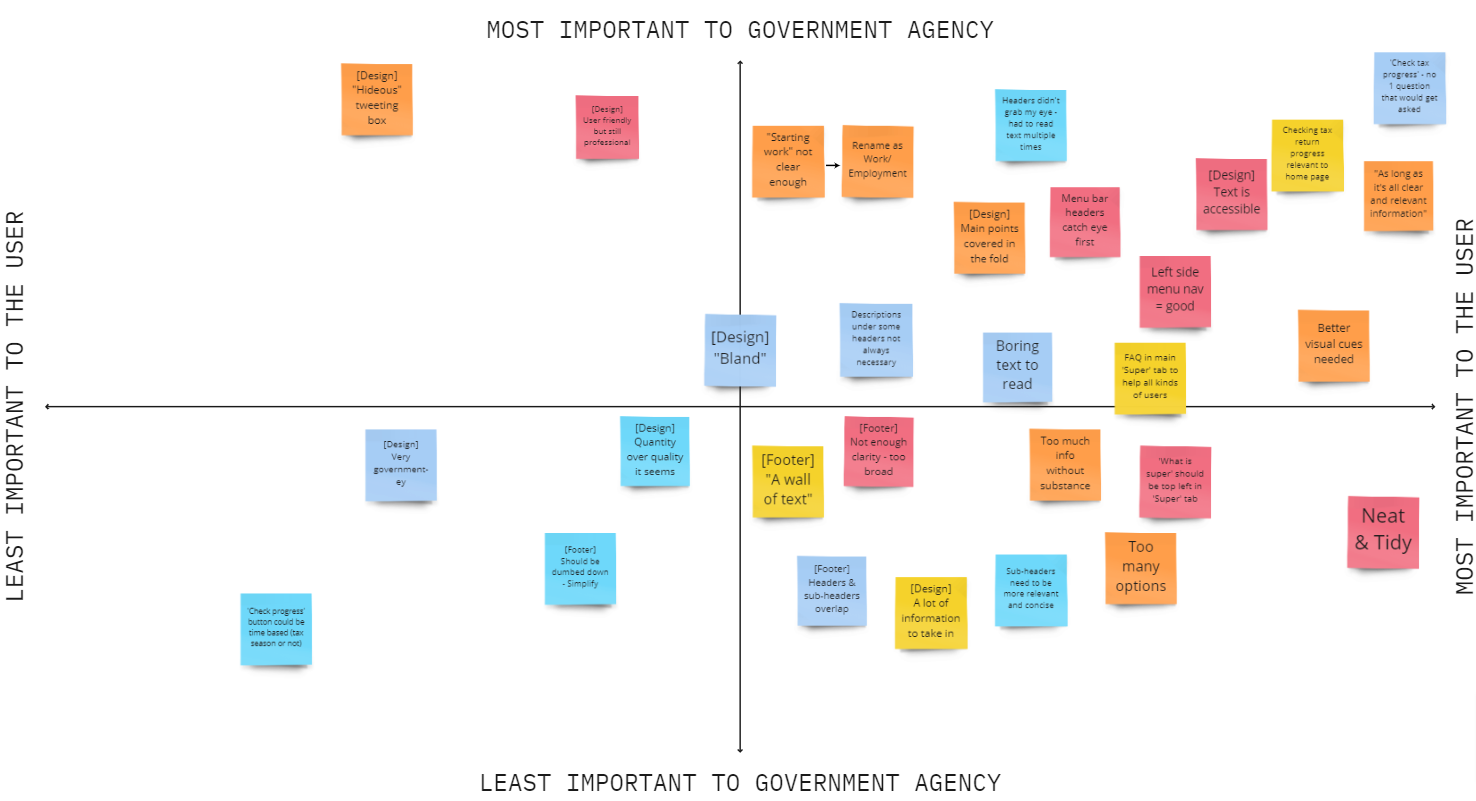 MOST IMPORTANT TO GOVERNMENT AGENCY
LEAST IMPORTANT TO THE USER
MOST IMPORTANT TO THE USER
[Design]
"Hideous"
tweeting
box
[Design]
User friendly
but still
professional
"Starting
work" not
clear
enough
Rename as
Work/
Employment
Headers didn't
grab my eye -
had to read
text multiple
times
'Check tax
progress' - no
1 question
that would get
asked
Checking tax
return
progress
relevant to
home page
[Design]
Text is
accessible
"As long as
it's all clear
and relevant
information"
[Design]
Main points
covered in
the fold
Menu bar
headers
catch eye
first
Left side
menu nav
= good
[Design]
"Bland"
Descriptions
under some
headers not
always
necessary
Boring
text to
read
FAQ in main
'Super' tab to
help all kinds
of users
Better
visual cues
needed
[Design]
Very
government-
ey
[Design]
Quantity
over quality
it seems
[Footer]
"A wall
of text"
[Footer]
Not enough
clarity - too
broad
Too much
info
without
substance
'What is
super' should
be top left in
'Super' tab
Neat
& Tidy
[Footer]
Should be
dumbed down
- Simplify
'Check progress'
button could be
time based (tax
season or not)
[Footer]
Headers &
sub-headers
overlap
[Design]
A lot of
information
to take in
Sub-headers
need to be
more relevant
and concise
Too
many
options
LEAST IMPORTANT TO GOVERNMENT AGENCY